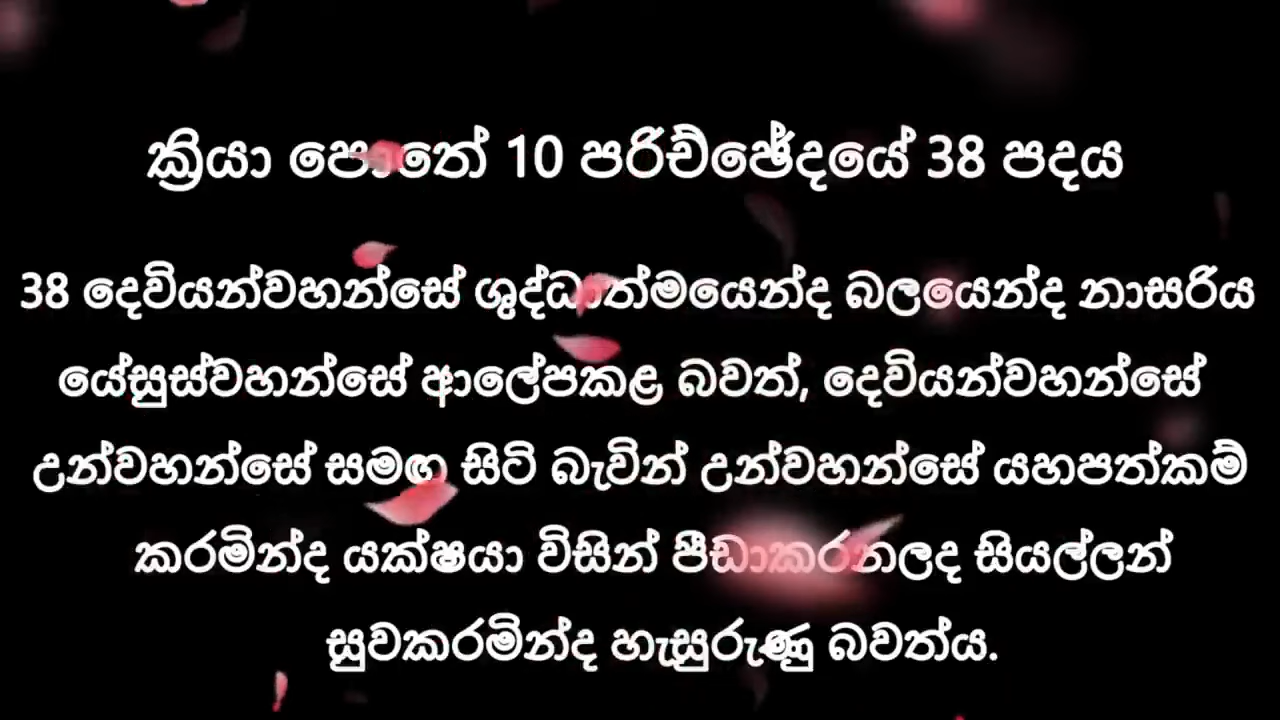 ක්‍රියා පොතේ 10 පරිච්ඡේදයේ 38 පදය
38 දෙවියන්වහන්සේ ශුද්ධාත්මයෙන්ද බලයෙන්ද නාසරිය
යේසුස්වහන්සේ ආලේපකළ බවත්, දෙවියන්වහන්සේ
උන්වහන්සේ සමඟ සිටි බැවින් උන්වහන්සේ යහපත්කම්
කරමින්ද යක්ෂයා විසින් පීඩාකරනලද සියල්ලන්
සුවකරමින්ද හැසුරුණු බවත්ය.